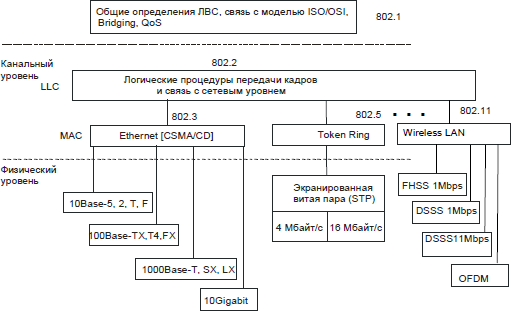 Общие определения ЛВС, связь с моделью ISO/OSI,
Bridging, QoS
802.1
Канальный
уровень
LLC
802.2
Логические процедуры передачи кадров
и связь с сетевым уровнем
802.3
802.5
802.11
MAC
Ethernet [CSMA/CD]
Token Ring
Wireless LAN
Физический
уровень
10Base-5, 2, T, F
100Base-TX,T4,FX
1000Base-T, SX, LX
10Gigabit
Экранированная
витая пара (STP)
4 Мбайт/с
16 Мбайт/с
FHSS 1Mbps
DSSS 1Mbps
DSSS11Mbps
OFDM